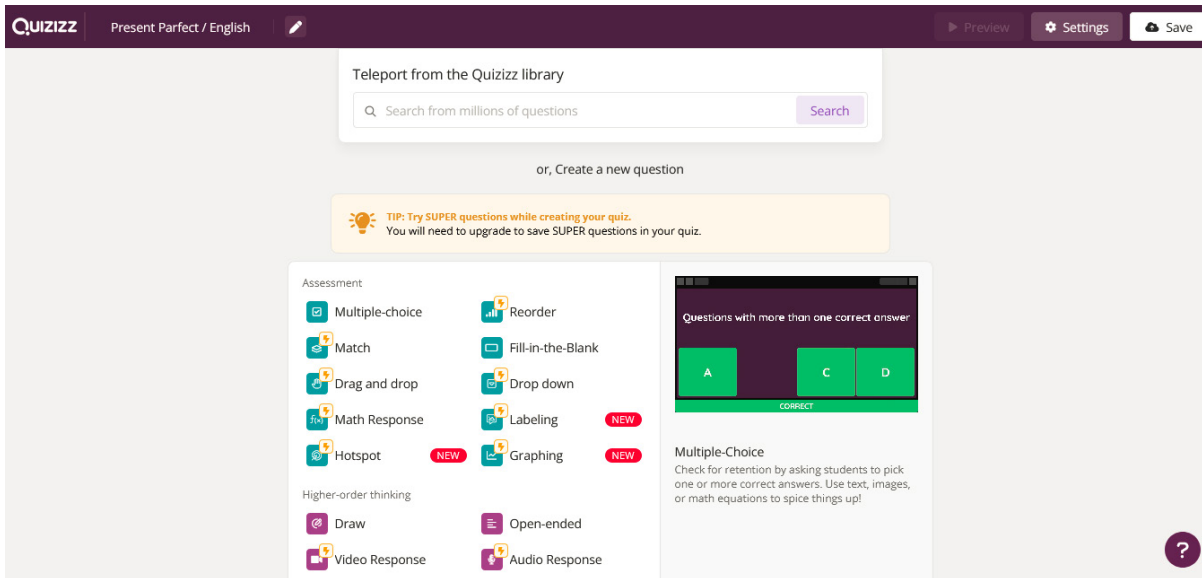 QUIZIZZ
Present Parfect / English
Preview
Settings
Save
Teleport from the Quizizz library
Search from millions of questions
Search
or, Create a new question
TIP: Try SUPER questions while creating your quiz.
You will need to upgrade to save SUPER questions in your quiz.
Assessment
Multiple-choice
Reorder
Match
Fill-in-the-Blank
Drag and drop
Drop down
Math Response
Labeling NEW
Hotspot NEW
Graphing NEW
Higher-order thinking
Draw
Open-ended
Video Response
Audio Response
Questions with more than one correct answer
A C D
CORRECT
Multiple-Choice
Check for retention by asking students to pick
one or more correct answers. Use text, images,
or math equations to spice things up!
?